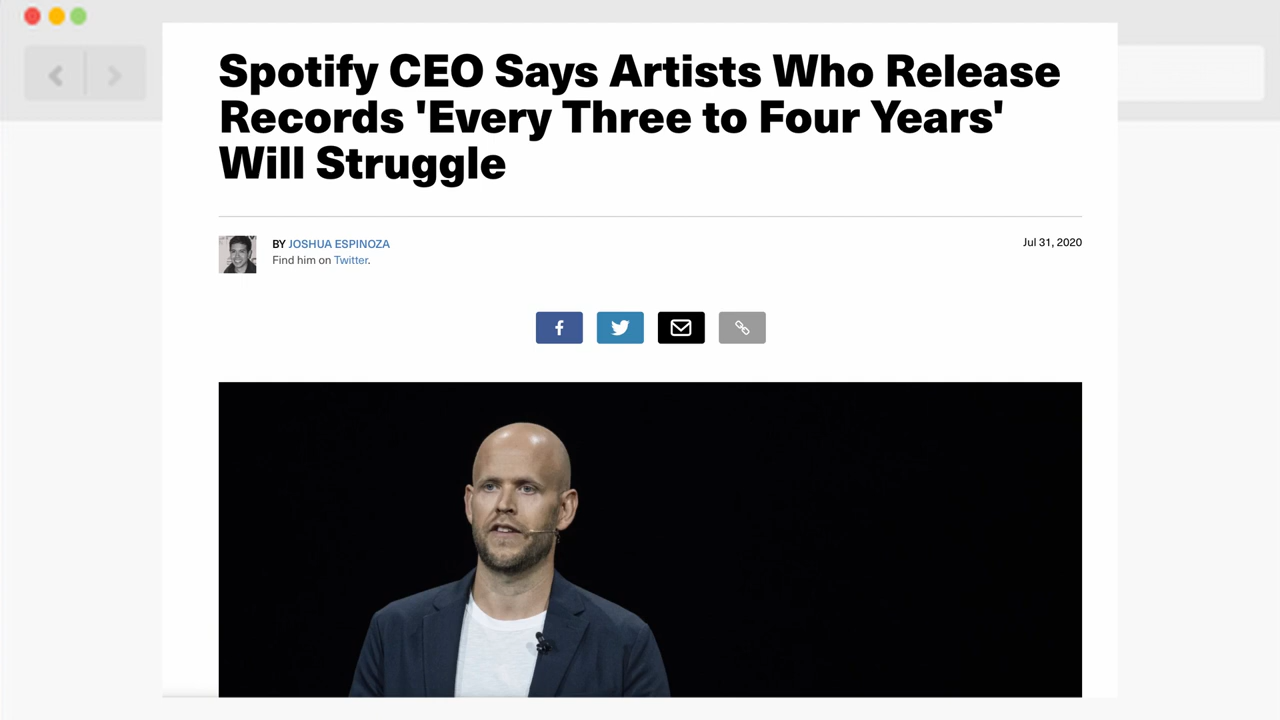 Spotify CEO Says Artists Who Release
Records 'Every Three to Four Years'
Will Struggle
BY JOSHUA ESPINOZA
Jul 31, 2020
Find him on Twitter.